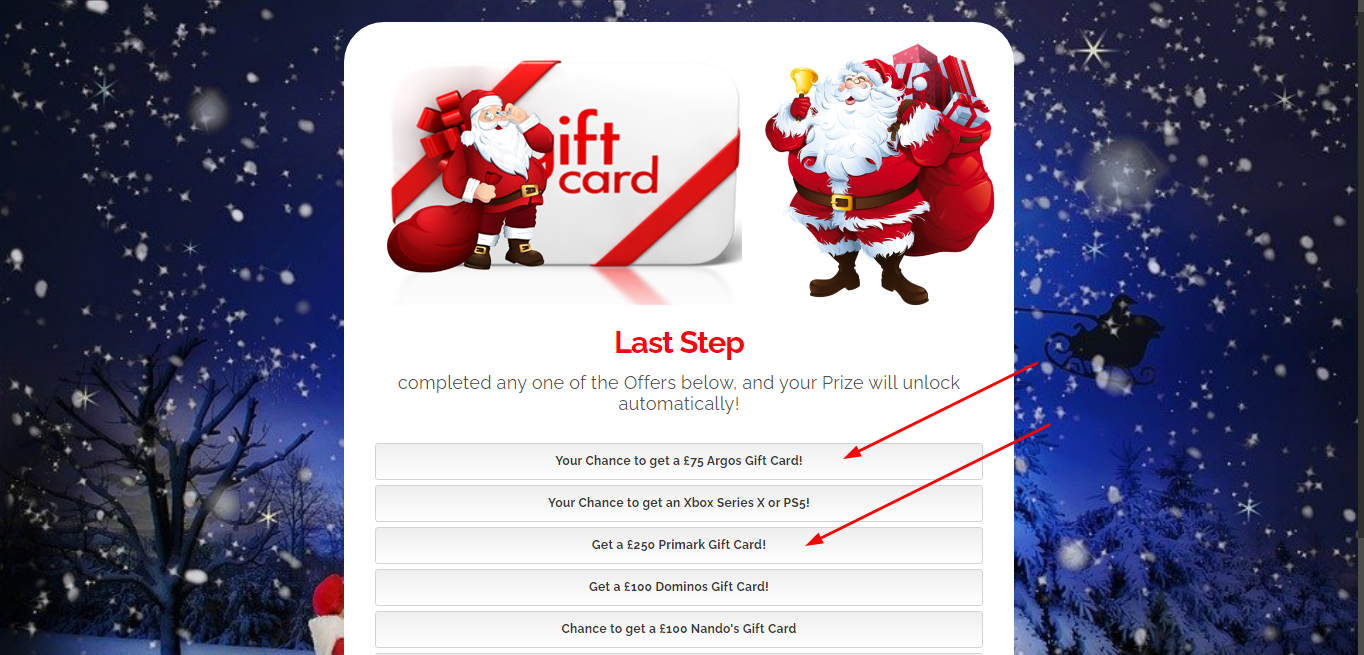 gift
card
Last Step
completed any one of the Offers below, and your Prize will unlock
automatically!
Your Chance to get a £75 Argos Gift Card!
Your Chance to get an Xbox Series X or PS5!
Get a £250 Primark Gift Card!
Get a £100 Dominos Gift Card!
Chance to get a £100 Nando's Gift Card